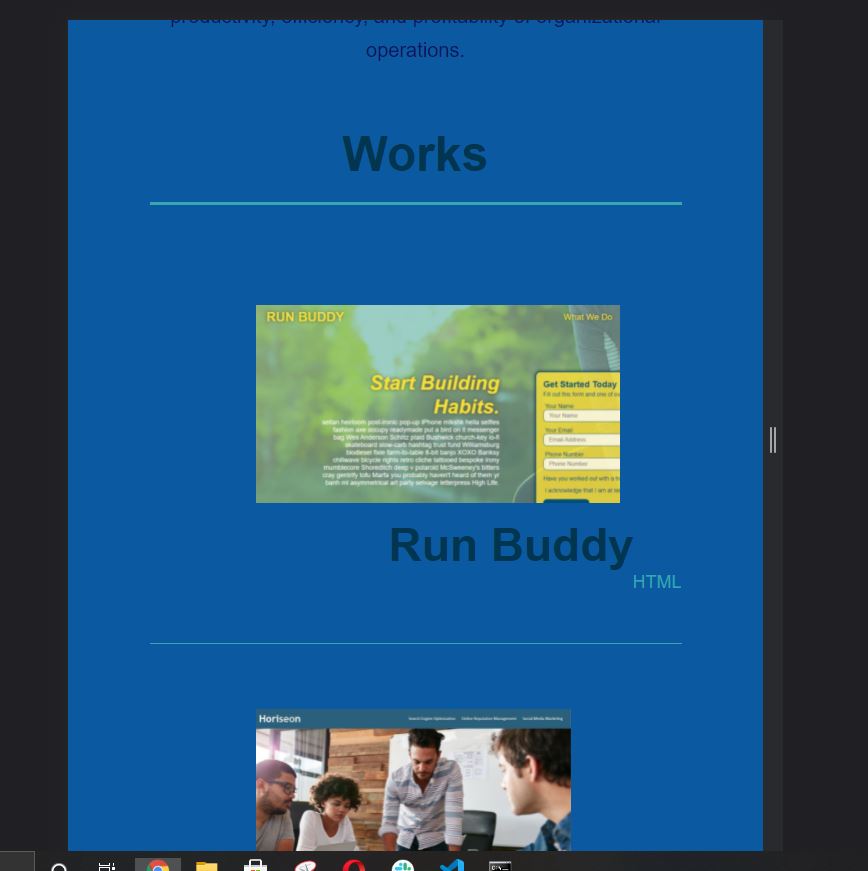 productivity, efficiency, and profitability of organizational
operations.
Works
RUN BUDDY
What We Do
Start Building
Habits.
Get Started Today
Fill out this form and one of
Your Name
Your Name
Your Email
Email Address
Phone Number
Phone Number
seitan heirloom post-ironic pop-up iPhone mlkshk hella selfies
fashion axe occupy readymade put a bird on it messenger
bag Wes Anderson Schlitz plaid Bushwick church-key lo-fi
skateboard slow-carb hashtag trust fund Williamsburg
biodiesel fixie farm-to-table 8-bit banjo XOXO Banksy
chillwave bicycle rights retro cliche tattooed bespoke irony
mumblecore Shoreditch deep v polaroid McSweeney's bitters
cray gentrify tofu Marfa you probably haven't heard of them yr
banh mi asymmetrical art party selvage letterpress High Life.
Have you worked out with a
I acknowledge that I am at
Run Buddy
HTML
Horiseon
Search Engine Optimization Online Reputation Management Social Media Marketing